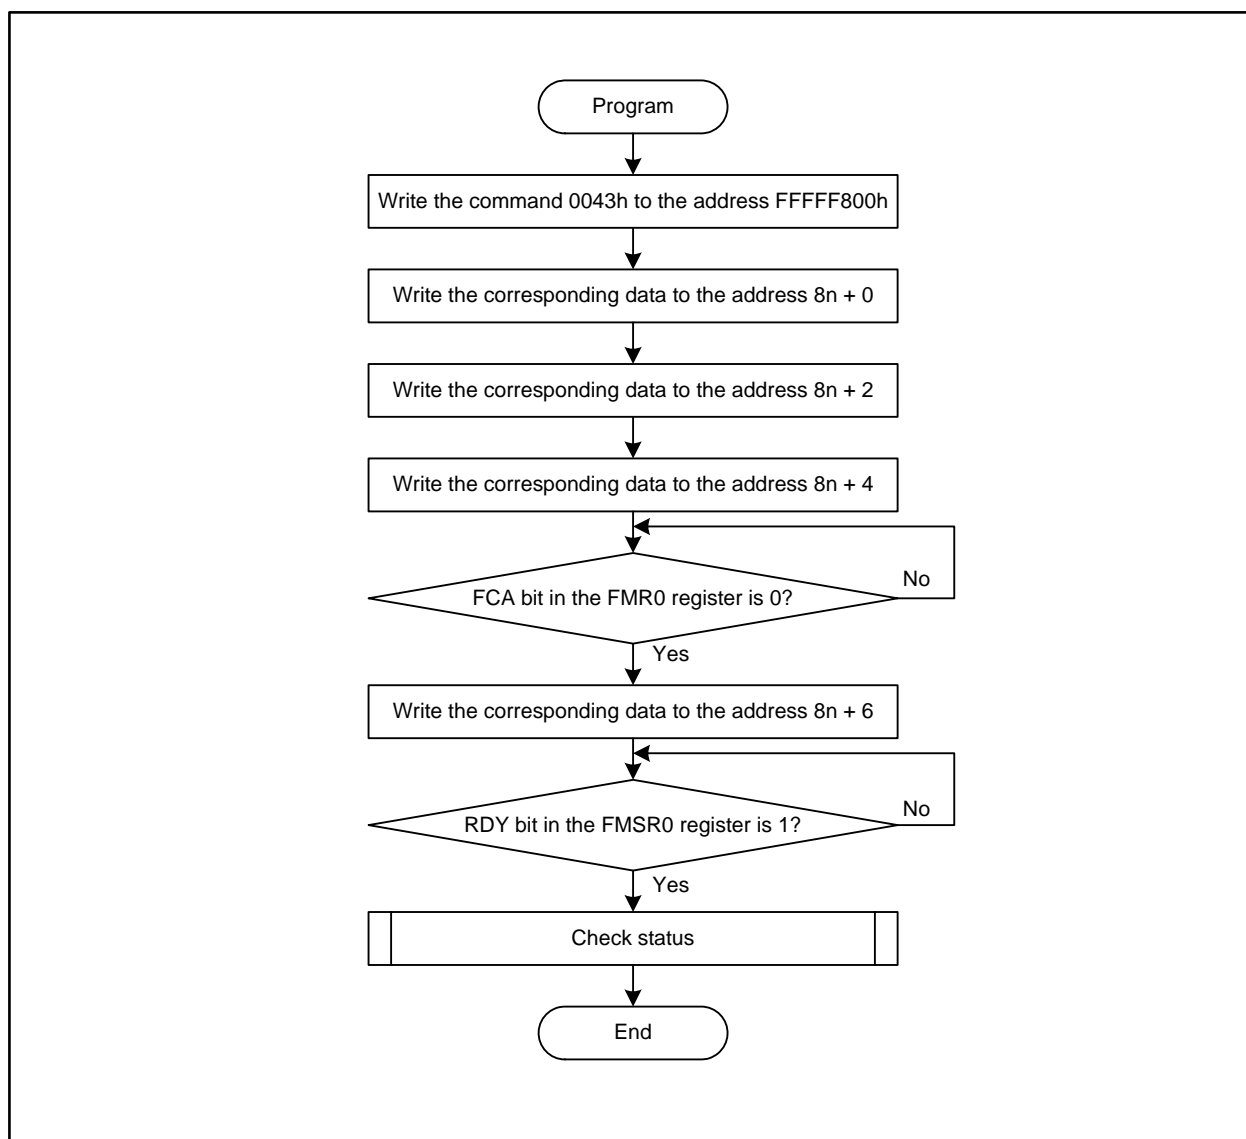 Program
Write the command 0043h to the address FFFFF800h
Write the corresponding data to the address 8n + 0
Write the corresponding data to the address 8n + 2
Write the corresponding data to the address 8n + 4
No
FCA bit in the FMR0 register is 0?
Yes
Write the corresponding data to the address 8n + 6
No
RDY bit in the FMSR0 register is 1?
Yes
Check status
End